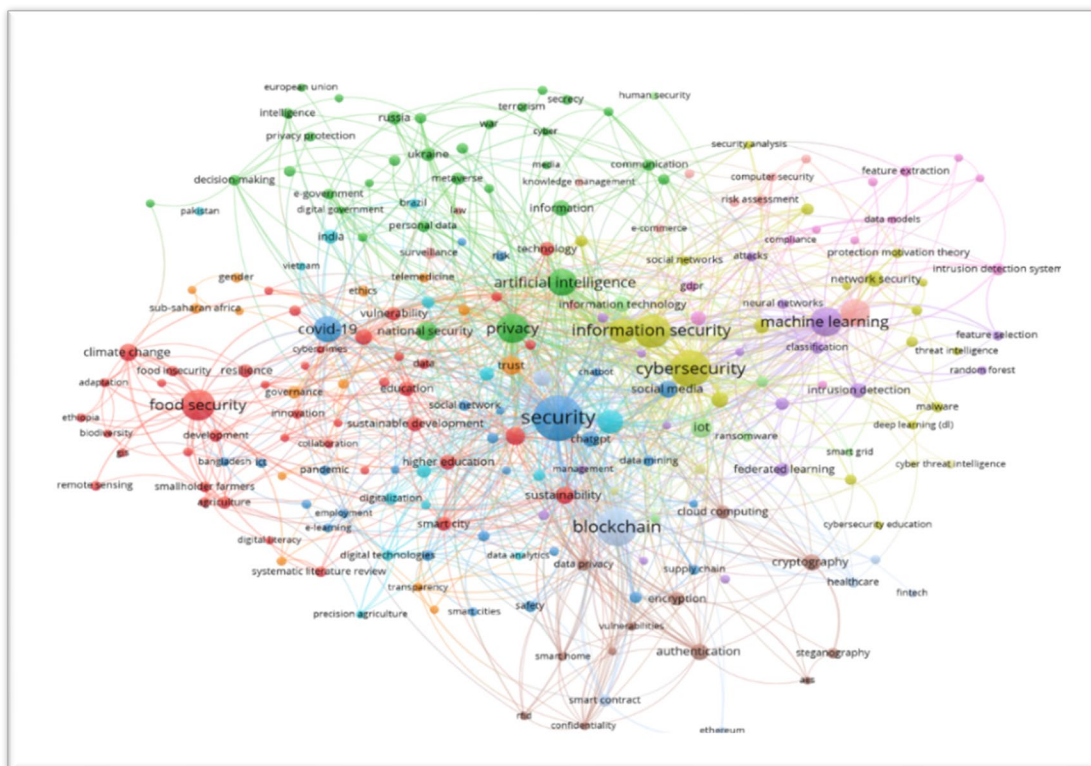 european union
secrecy
human security
terrorism
intelligence
russia
war
cyber
privacy protection
security analysis
ukraine
media
communication
feature extraction
decision making
metaverse
knowledge management
computer security
e-government
brazil
risk assessment
pakistan
digital government
law
information
data models
personal data
e-commerce
india
compliance
surveillance
risk
technology
protection motivation theory
attacks
social networks
vietnam
intrusion detection system
gender
telemedicine
network security
artificial intelligence
gdpr
ethics
sub-saharan africa
information technology
neural networks
vulnerability
covid-19
national security
privacy
information security
machine learning
feature selection
cybercrimes
classification
climate change
threat intelligence
data
trust
food insecurity
resilience
cybersecurity
chatbot
random forest
adaptation
education
social media
intrusion detection
governance
food security
social network
malware
innovation
ethiopia
security
sustainable development
iot
deep learning (dl)
biodiversity
development
ransomware
chatgpt
collaboration
gis
smart grid
bangladesh
ict
higher education
data mining
cyber threat intelligence
pandemic
management
federated learning
remote sensing
smallholder farmers
sustainability
agriculture
digitalization
employment
cloud computing
smart city
blockchain
e-learning
cybersecurity education
digital literacy
digital technologies
data analytics
data privacy
cryptography
systematic literature review
supply chain
healthcare
transparency
fintech
encryption
precision agriculture
smart cities
safety
vulnerabilities
authentication
steganography
smart home
aes
smart contract
rfid
confidentiality
ethereum